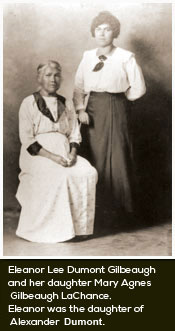 Eleanor Lee Dumont Gilbeaugh
and her daughter Mary Agnes
Gilbeaugh LaChance.
Eleanor was the daughter of
Alexander Dumont.